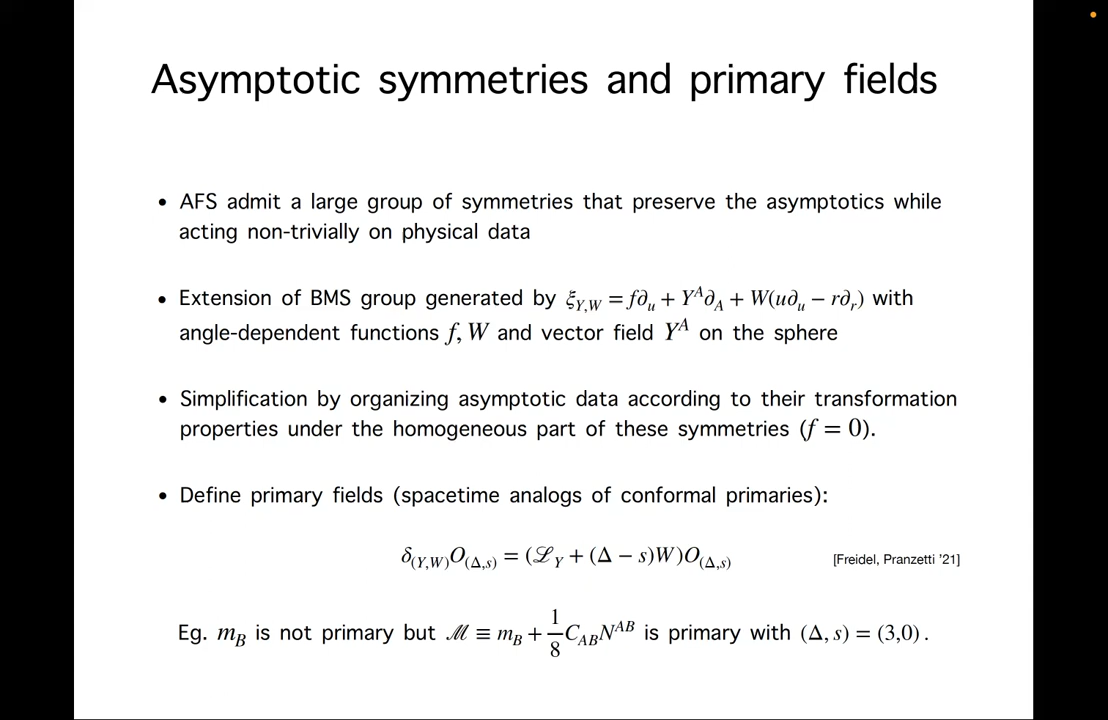 Asymptotic symmetries and primary fields
• AFS admit a large group of symmetries that preserve the asymptotics while
acting non-trivially on physical data
• Extension of BMS group generated by ξ_{Y,W} = f∂_u + Y^A∂_A + W(u∂_u − r∂_r) with
angle-dependent functions f, W and vector field Y^A on the sphere
• Simplification by organizing asymptotic data according to their transformation
properties under the homogeneous part of these symmetries (f = 0).
• Define primary fields (spacetime analogs of conformal primaries):
δ_{(Y,W)}O_{(Δ,s)} = (ℒ_Y + (Δ − s)W)O_{(Δ,s)} [Freidel, Pranzetti '21]
Eg. m_B is not primary but ℳ ≡ m_B + 1/8 C_{AB}N^{AB} is primary with (Δ, s) = (3,0).